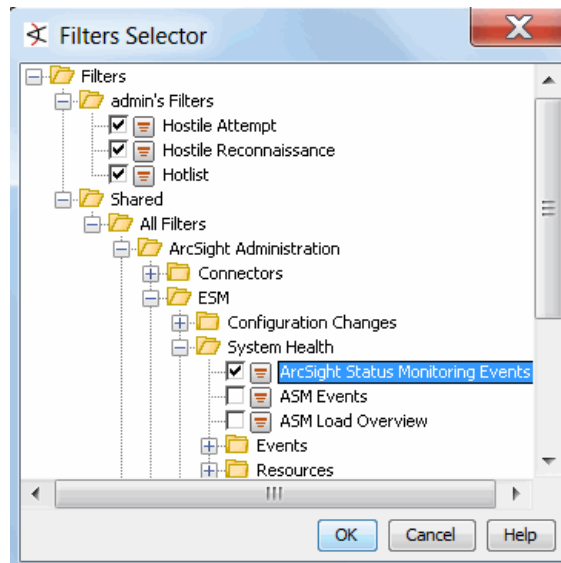 Filters Selector
Filters
admin's Filters
Hostile Attempt
Hostile Reconnaissance
Hotlist
Shared
All Filters
ArcSight Administration
Connectors
ESM
Configuration Changes
System Health
ArcSight Status Monitoring Events
ASM Events
ASM Load Overview
Events
Resources
OK Cancel Help